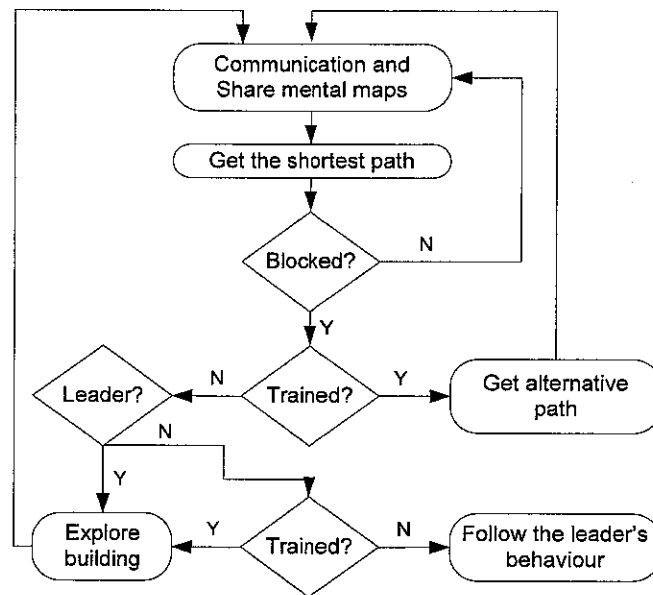 Communication and
Share mental maps
Get the shortest path
Blocked?
N
Y
Leader?
N
Trained?
Y
Get alternative
path
N
Y
Explore
building
Y
Trained?
N
Follow the leader's
behaviour